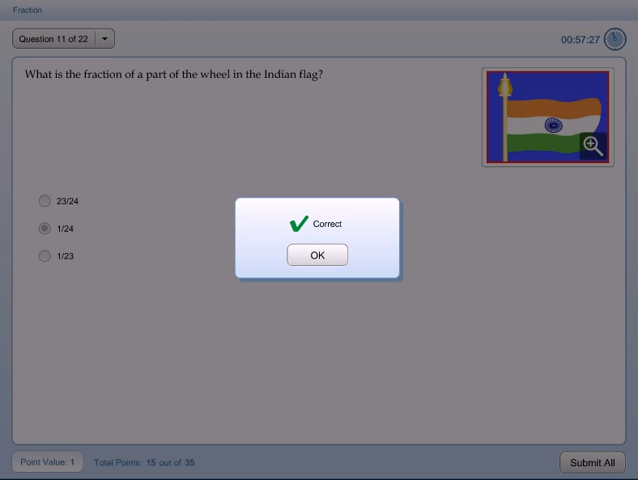 Fraction
Question 11 of 22
00:57:27
What is the fraction of a part of the wheel in the Indian flag?
23/24
1/24
1/23
Correct
OK
Point Value: 1
Total Points: 15 out of 35
Submit All